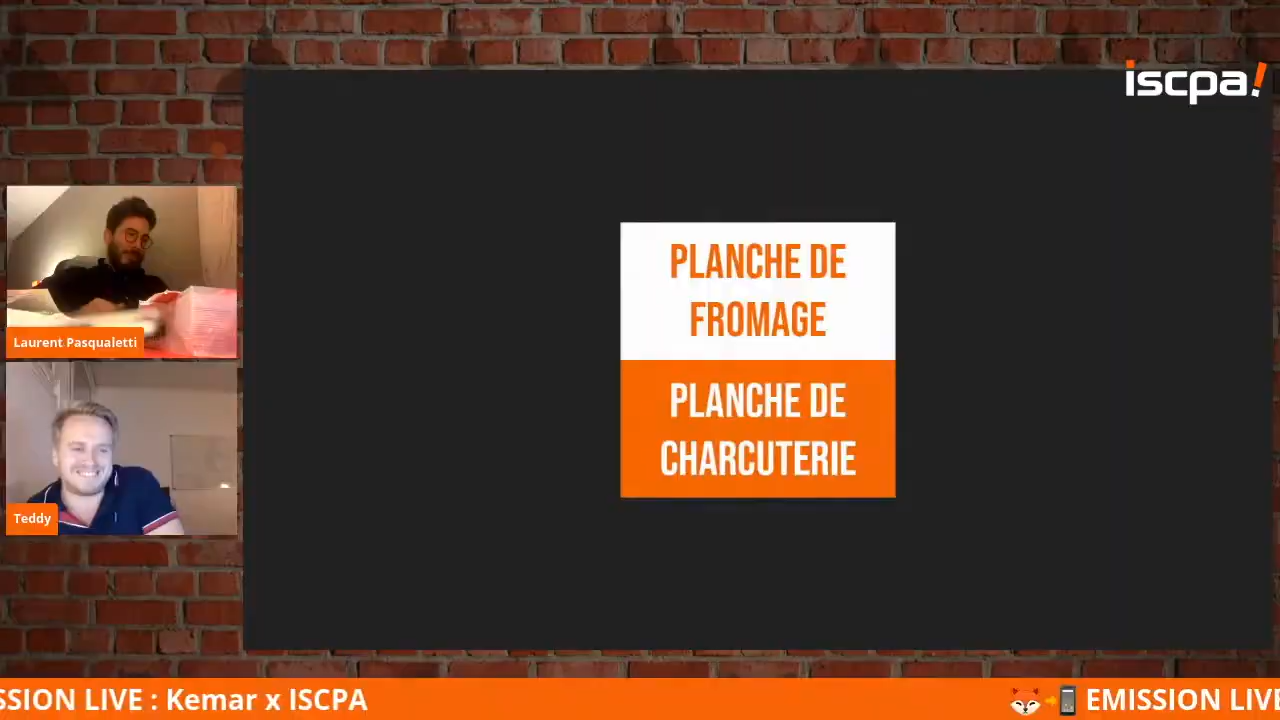 iscpa!
PLANCHE DE
FROMAGE
PLANCHE DE
CHARCUTERIE
Laurent Pasqualetti
Teddy
SSION LIVE : Kemar x ISCPA
EMISSION LIVE